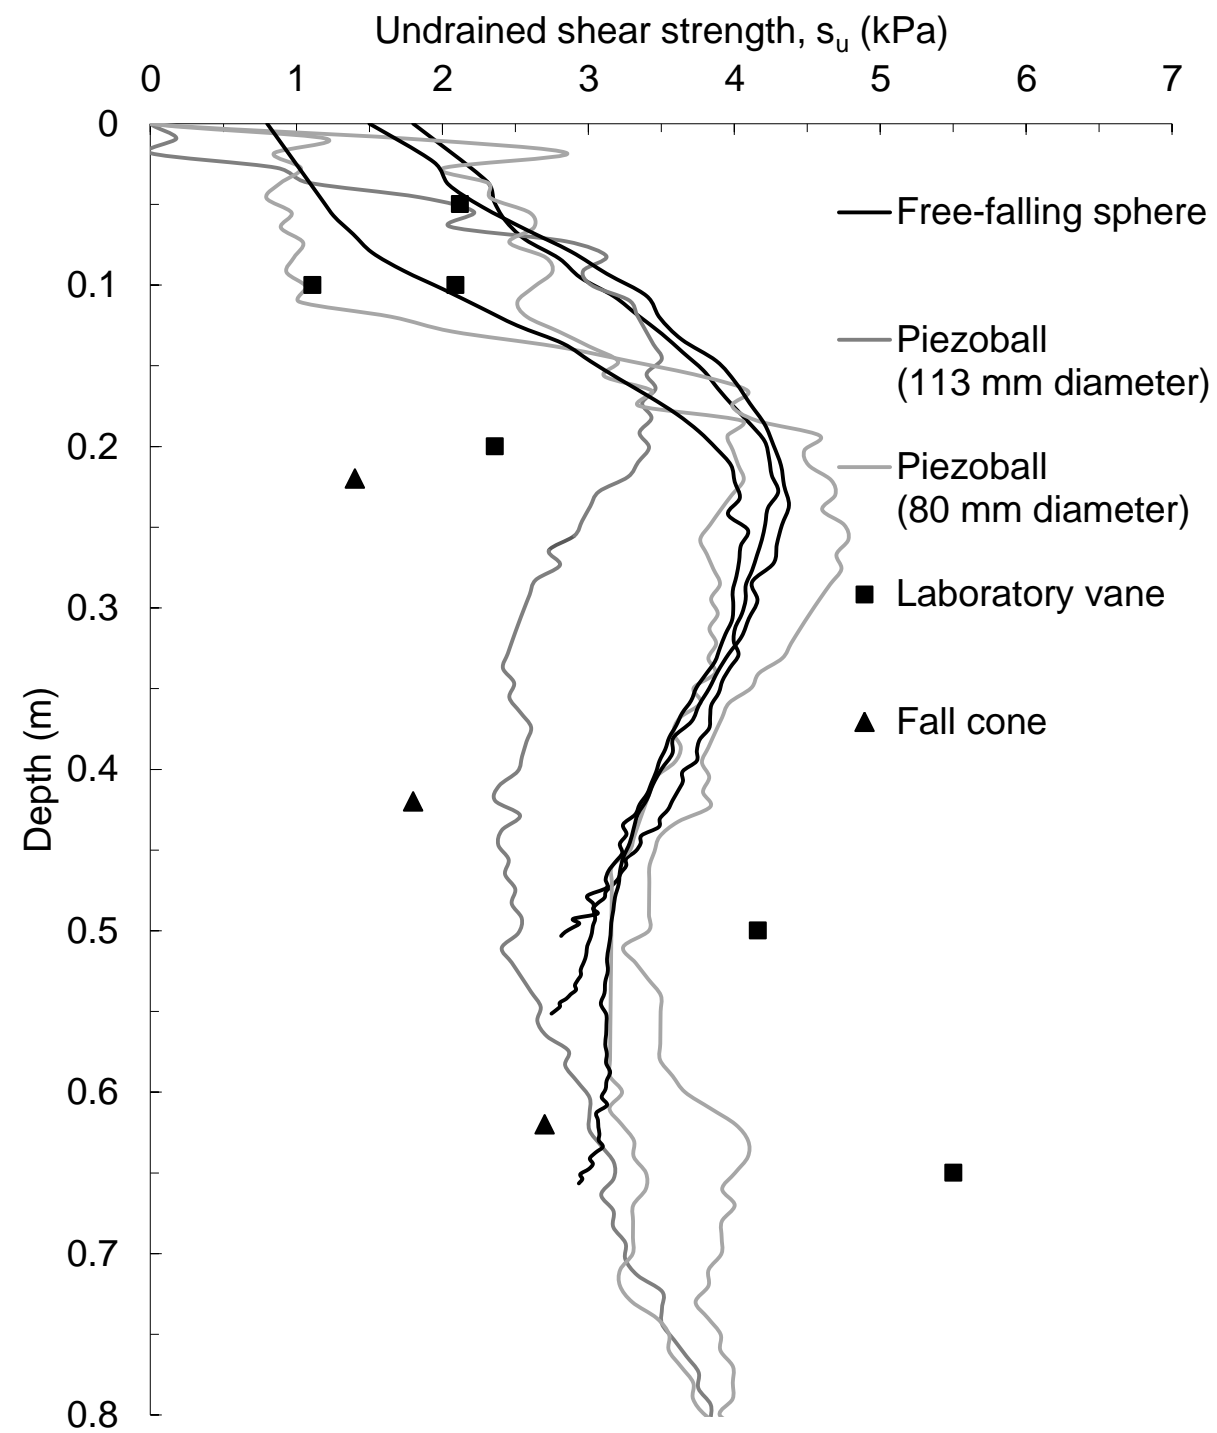 Undrained shear strength, su (kPa)
0 1 2 3 4 5 6 7
0
0.1
0.2
0.3
0.4
0.5
0.6
0.7
0.8
Depth (m)
Free-falling sphere
Piezoball
(113 mm diameter)
Piezoball
(80 mm diameter)
Laboratory vane
Fall cone